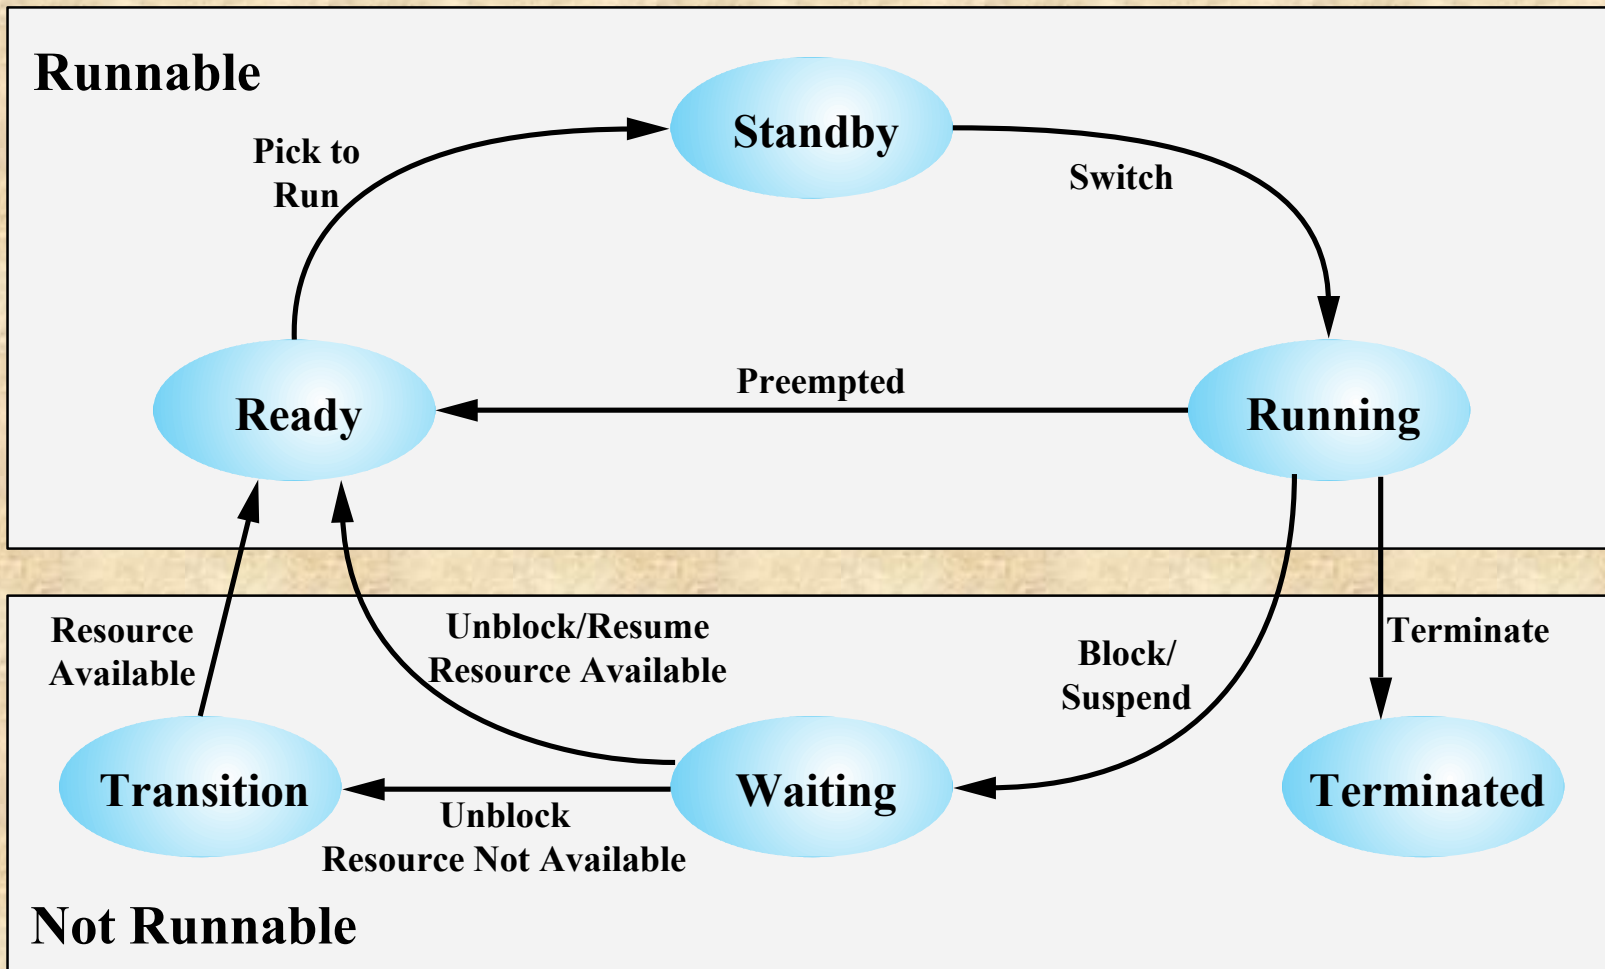 Runnable
Standby
Pick to
Run
Switch
Preempted
Ready
Running
Resource
Available
Unblock/Resume
Resource Available
Block/
Suspend
Terminate
Transition
Waiting
Terminated
Unblock
Resource Not Available
Not Runnable